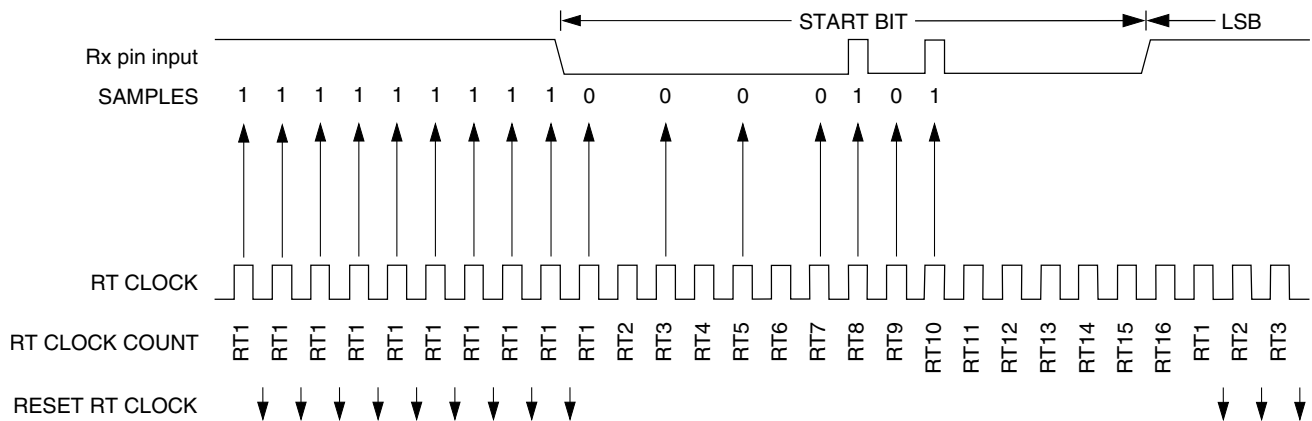 START BIT LSB
Rx pin input
SAMPLES 1 1 1 1 1 1 1 1 1 0 0 0 0 1 0 1
RT CLOCK
RT CLOCK COUNT RT1 RT1 RT1 RT1 RT1 RT1 RT1 RT1 RT1 RT1 RT2 RT3 RT4 RT5 RT6 RT7 RT8 RT9 RT10 RT11 RT12 RT13 RT14 RT15 RT16 RT1 RT2 RT3
RESET RT CLOCK